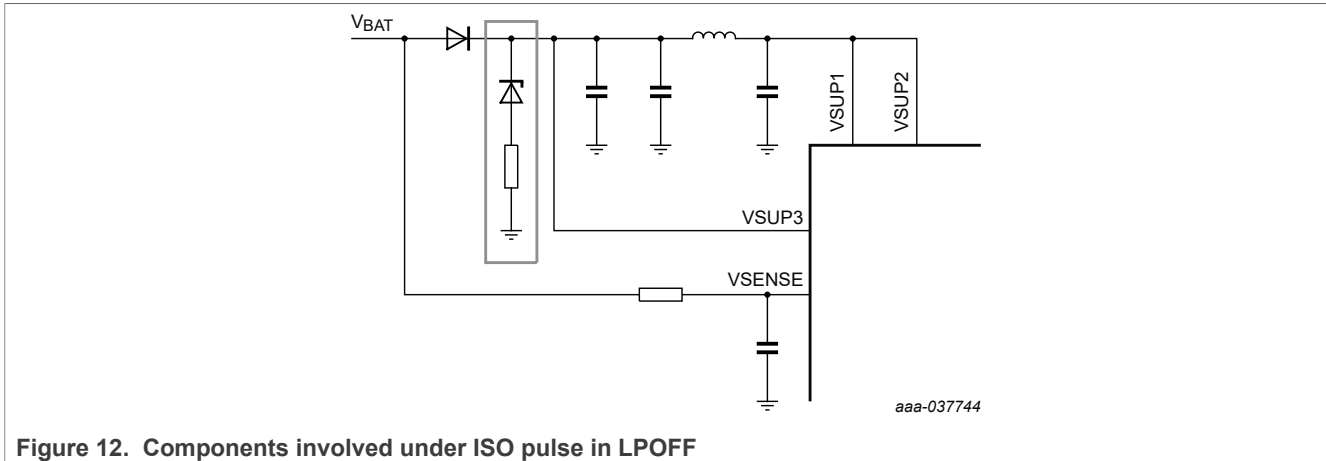 VBAT
VSUP1
VSUP2
VSUP3
VSENSE
aaa-037744
Figure 12. Components involved under ISO pulse in LPOFF